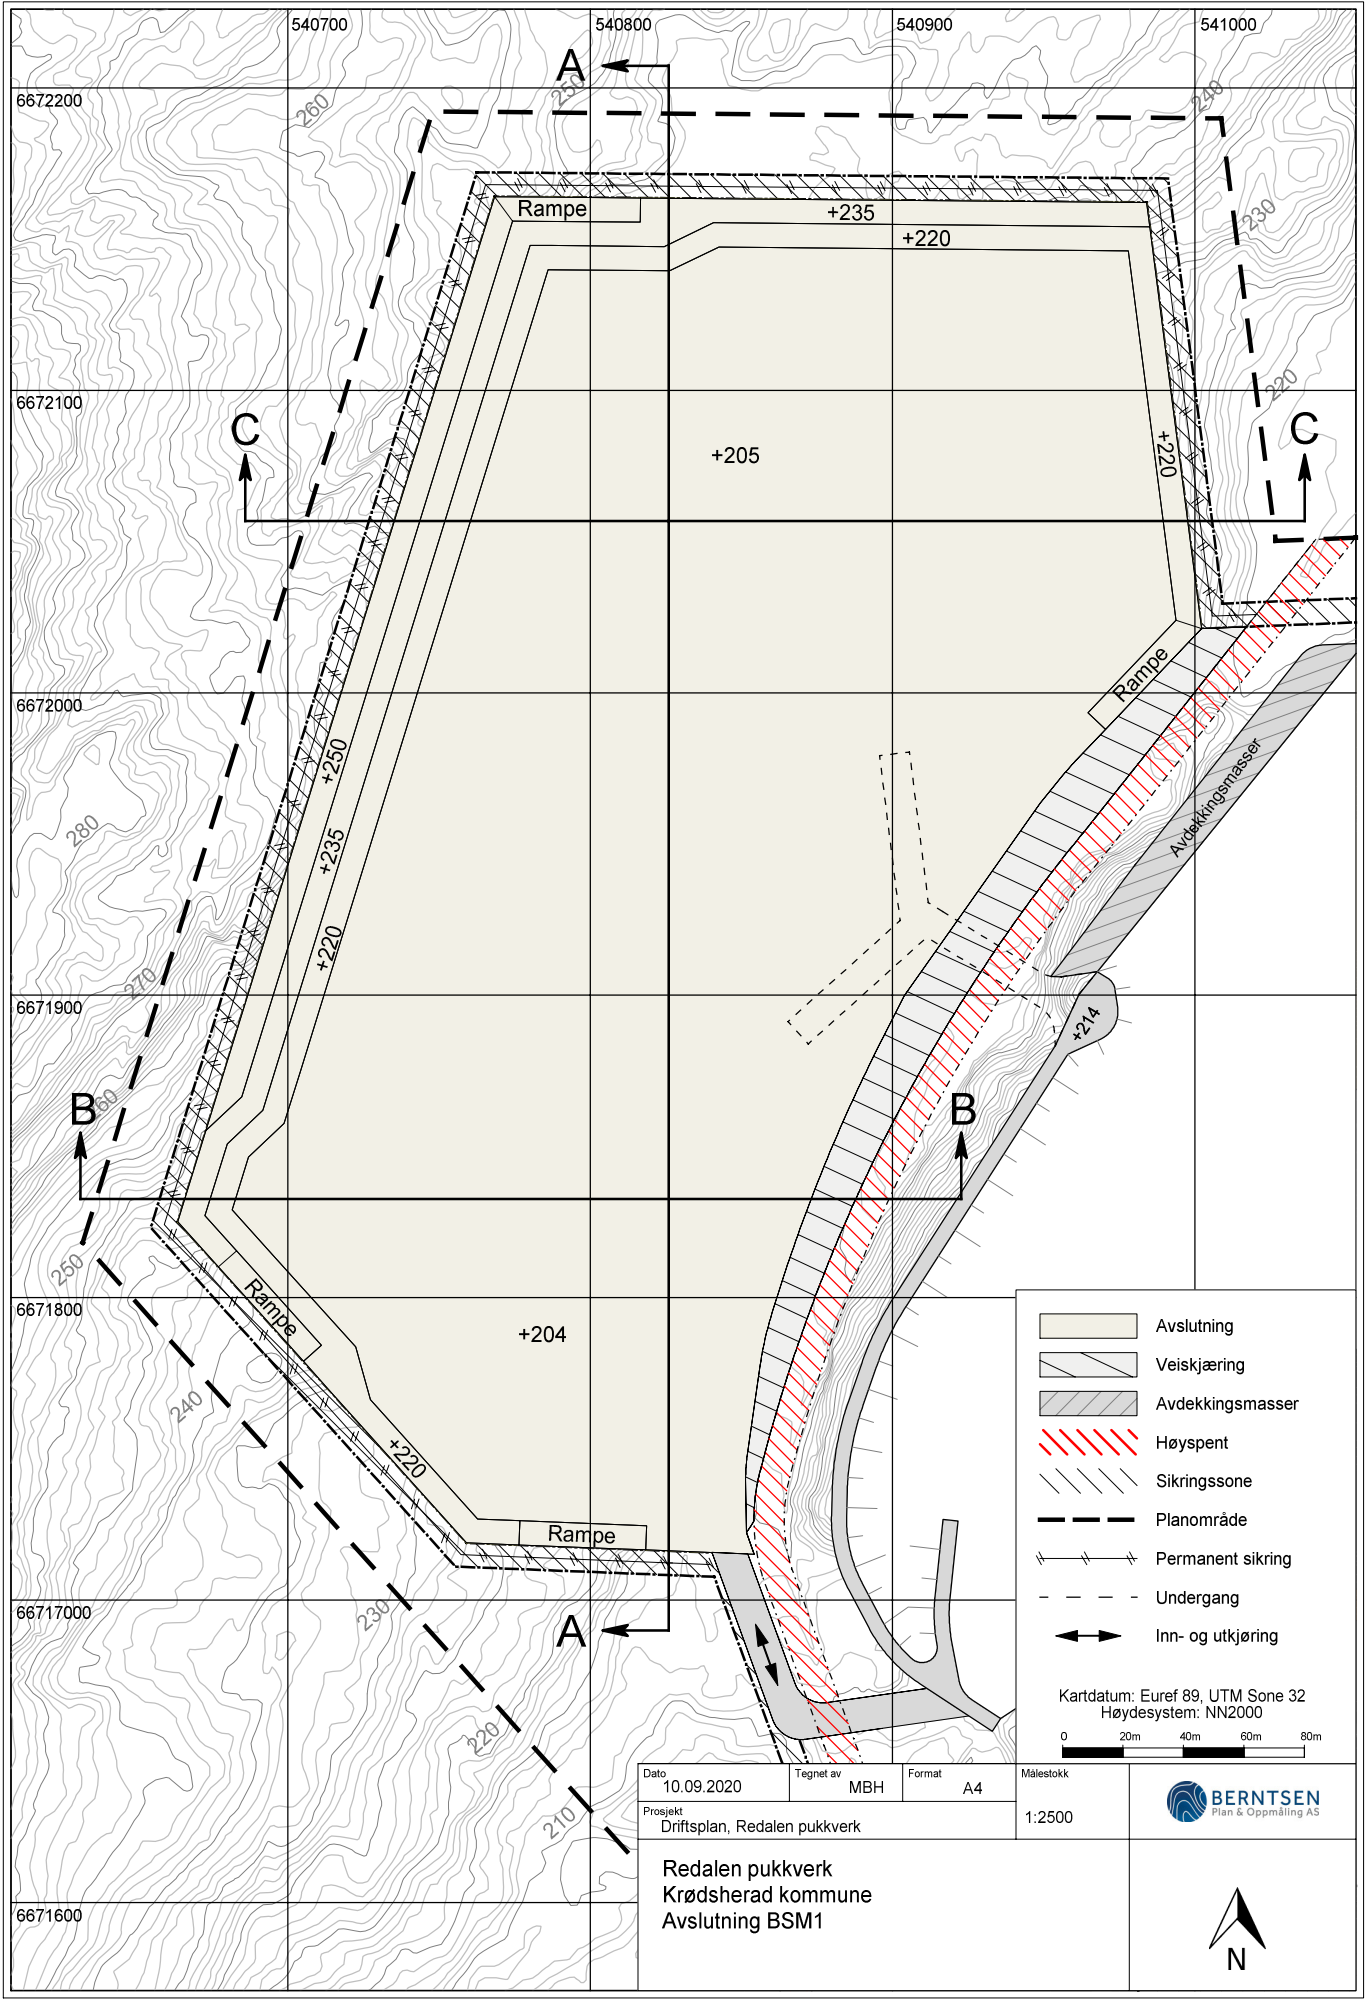 540700
540800
540900
541000
A
250
240
6672200
260
Rampe
+235
230
+220
220
6672100
C
C
+205
+220
Rampe
6672000
+250
Avdekkingsmasser
280
+235
+220
270
6671900
+214
260
B
B
250
Rampe
6671800
+204
240
+220
Rampe
230
66717000
A
220
210
6671600
Avslutning
Veiskjæring
Avdekkingsmasser
Høyspent
Sikringssone
Planområde
Permanent sikring
Undergang
Inn- og utkjøring
Kartdatum: Euref 89, UTM Sone 32
Høydesystem: NN2000
0 20m 40m 60m 80m
Dato
10.09.2020
Tegnet av
MBH
Format
A4
Målestokk
1:2500
Prosjekt
Driftsplan, Redalen pukkverk
BERNTSEN
Plan & Oppmåling AS
Redalen pukkverk
Krødsherad kommune
Avslutning BSM1
N